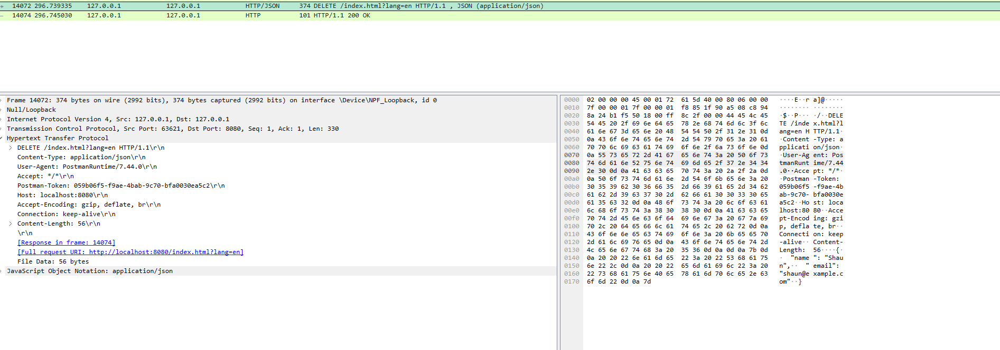 14072 296.739335 127.0.0.1 127.0.0.1 HTTP/JSON 374 DELETE /index.html?lang=en HTTP/1.1 , JSON (application/json)
14074 296.745030 127.0.0.1 127.0.0.1 HTTP 101 HTTP/1.1 200 OK
Frame 14072: 374 bytes on wire (2992 bits), 374 bytes captured (2992 bits) on interface \Device\NPF_Loopback, id 0
Null/Loopback
Internet Protocol Version 4, Src: 127.0.0.1, Dst: 127.0.0.1
Transmission Control Protocol, Src Port: 63621, Dst Port: 8080, Seq: 1, Ack: 1, Len: 330
Hypertext Transfer Protocol
DELETE /index.html?lang=en HTTP/1.1\r\n
Content-Type: application/json\r\n
User-Agent: PostmanRuntime/7.44.0\r\n
Accept: */*\r\n
Postman-Token: 059b06f5-f9ae-4bab-9c70-bfa0030ea5c2\r\n
Host: localhost:8080\r\n
Accept-Encoding: gzip, deflate, br\r\n
Connection: keep-alive\r\n
Content-Length: 56\r\n
\r\n
[Response in frame: 14074]
[Full request URI: http://localhost:8080/index.html?lang=en]
File Data: 56 bytes
JavaScript Object Notation: application/json
0000 02 00 00 00 45 00 01 72 61 5d 40 00 80 06 00 00 ····E··r a]@·····
0010 7f 00 00 01 7f 00 00 01 f8 85 1f 90 a5 08 c8 94 ········ ········
0020 8a 24 b1 f5 50 18 00 ff 8c 2f 00 00 44 45 4c 45 ·$··P··· ·/··DELE
0030 54 45 20 2f 69 6e 64 65 78 2e 68 74 6d 6c 3f 6c TE /inde x.html?l
0040 61 6e 67 3d 65 6e 20 48 54 54 50 2f 31 2e 31 0d ang=en H TTP/1.1·
0050 0a 43 6f 6e 74 65 6e 74 2d 54 79 70 65 3a 20 61 ·Content -Type: a
0060 70 70 6c 69 63 61 74 69 6f 6e 2f 6a 73 6f 6e 0d pplicati on/json·
0070 0a 55 73 65 72 2d 41 67 65 6e 74 3a 20 50 6f 73 ·User-Ag ent: Pos
0080 74 6d 61 6e 52 75 6e 74 69 6d 65 2f 37 2e 34 34 tmanRunt ime/7.44
0090 2e 30 0d 0a 41 63 63 65 70 74 3a 20 2a 2f 2a 0d .0··Acce pt: */*·
00a0 0a 50 6f 73 74 6d 61 6e 2d 54 6f 6b 65 6e 3a 20 ·Postman -Token:
00b0 30 35 39 62 30 36 66 35 2d 66 39 61 65 2d 34 62 059b06f5 -f9ae-4b
00c0 61 62 2d 39 63 37 30 2d 62 66 61 30 30 33 30 65 ab-9c70- bfa0030e
00d0 61 35 63 32 0d 0a 48 6f 73 74 3a 20 6c 6f 63 61 a5c2··Ho st: loca
00e0 6c 68 6f 73 74 3a 38 30 38 30 0d 0a 41 63 63 65 lhost:80 80··Acce
00f0 70 74 2d 45 6e 63 6f 64 69 6e 67 3a 20 67 7a 69 pt-Encod ing: gzi
0100 70 2c 20 64 65 66 6c 61 74 65 2c 20 62 72 0d 0a p, defla te, br··
0110 43 6f 6e 6e 65 63 74 69 6f 6e 3a 20 6b 65 65 70 Connecti on: keep
0120 2d 61 6c 69 76 65 0d 0a 43 6f 6e 74 65 6e 74 2d -alive·· Content-
0130 4c 65 6e 67 74 68 3a 20 35 36 0d 0a 0d 0a 7b 0d Length:  56····{·
0140 0a 20 20 22 6e 61 6d 65 22 3a 20 22 53 68 61 75 ·  "name ": "Shau
0150 6e 22 2c 0d 0a 20 20 22 65 6d 61 69 6c 22 3a 20 n",··  " email":
0160 22 73 68 61 75 6e 40 65 78 61 6d 70 6c 65 2e 63 "shaun@e xample.c
0170 6f 6d 22 0d 0a 7d om"··}